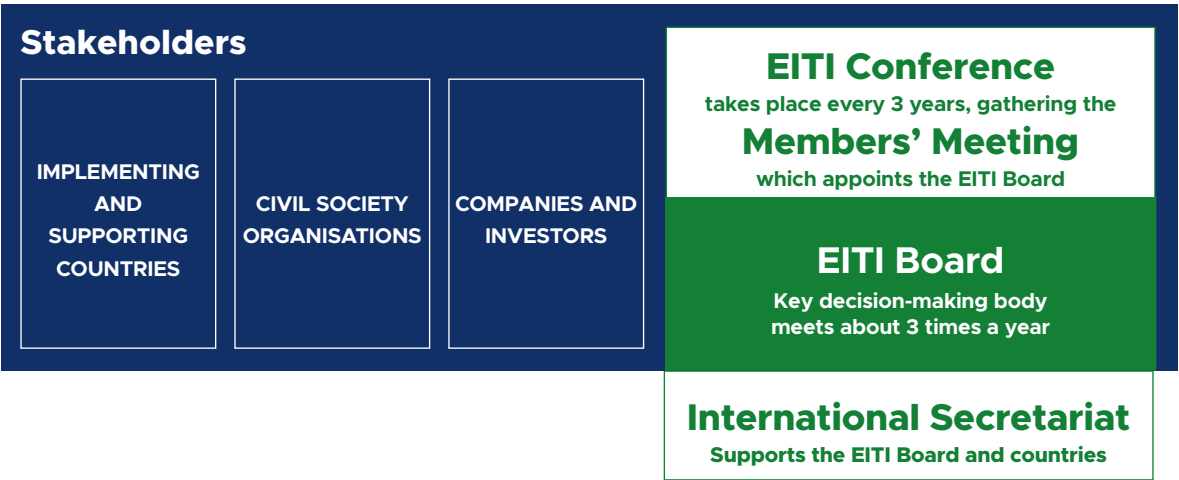 Stakeholders
IMPLEMENTING
AND
SUPPORTING
COUNTRIES
CIVIL SOCIETY
ORGANISATIONS
COMPANIES AND
INVESTORS
EITI Conference
takes place every 3 years, gathering the
Members’ Meeting
which appoints the EITI Board
EITI Board
Key decision-making body
meets about 3 times a year
International Secretariat
Supports the EITI Board and countries